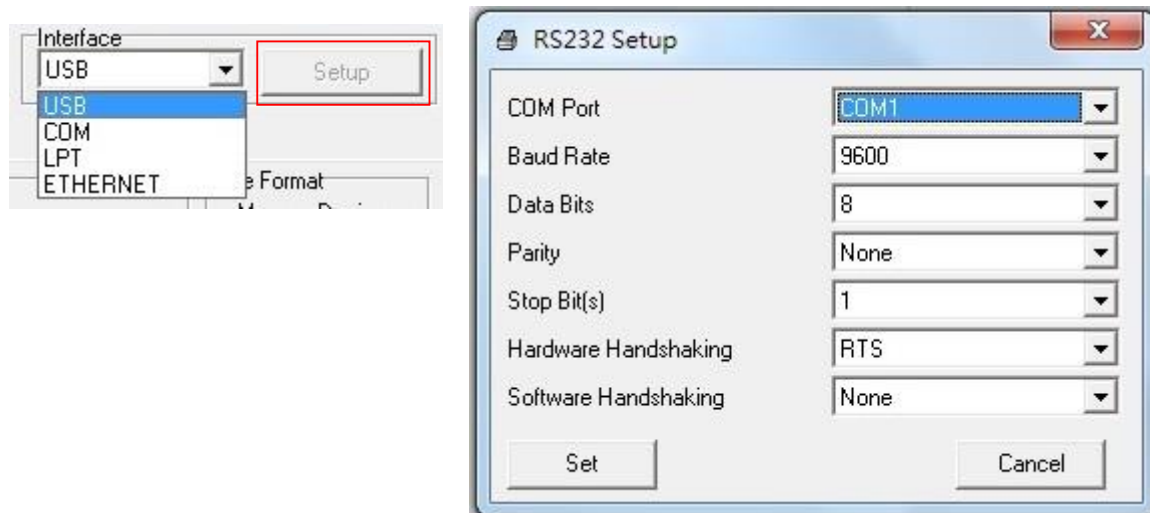 Interface
USB
Setup
USB
COM
LPT
ETHERNET
Format
RS232 Setup
COM Port
COM1
Baud Rate
9600
Data Bits
8
Parity
None
Stop Bit(s)
1
Hardware Handshaking
RTS
Software Handshaking
None
Set
Cancel